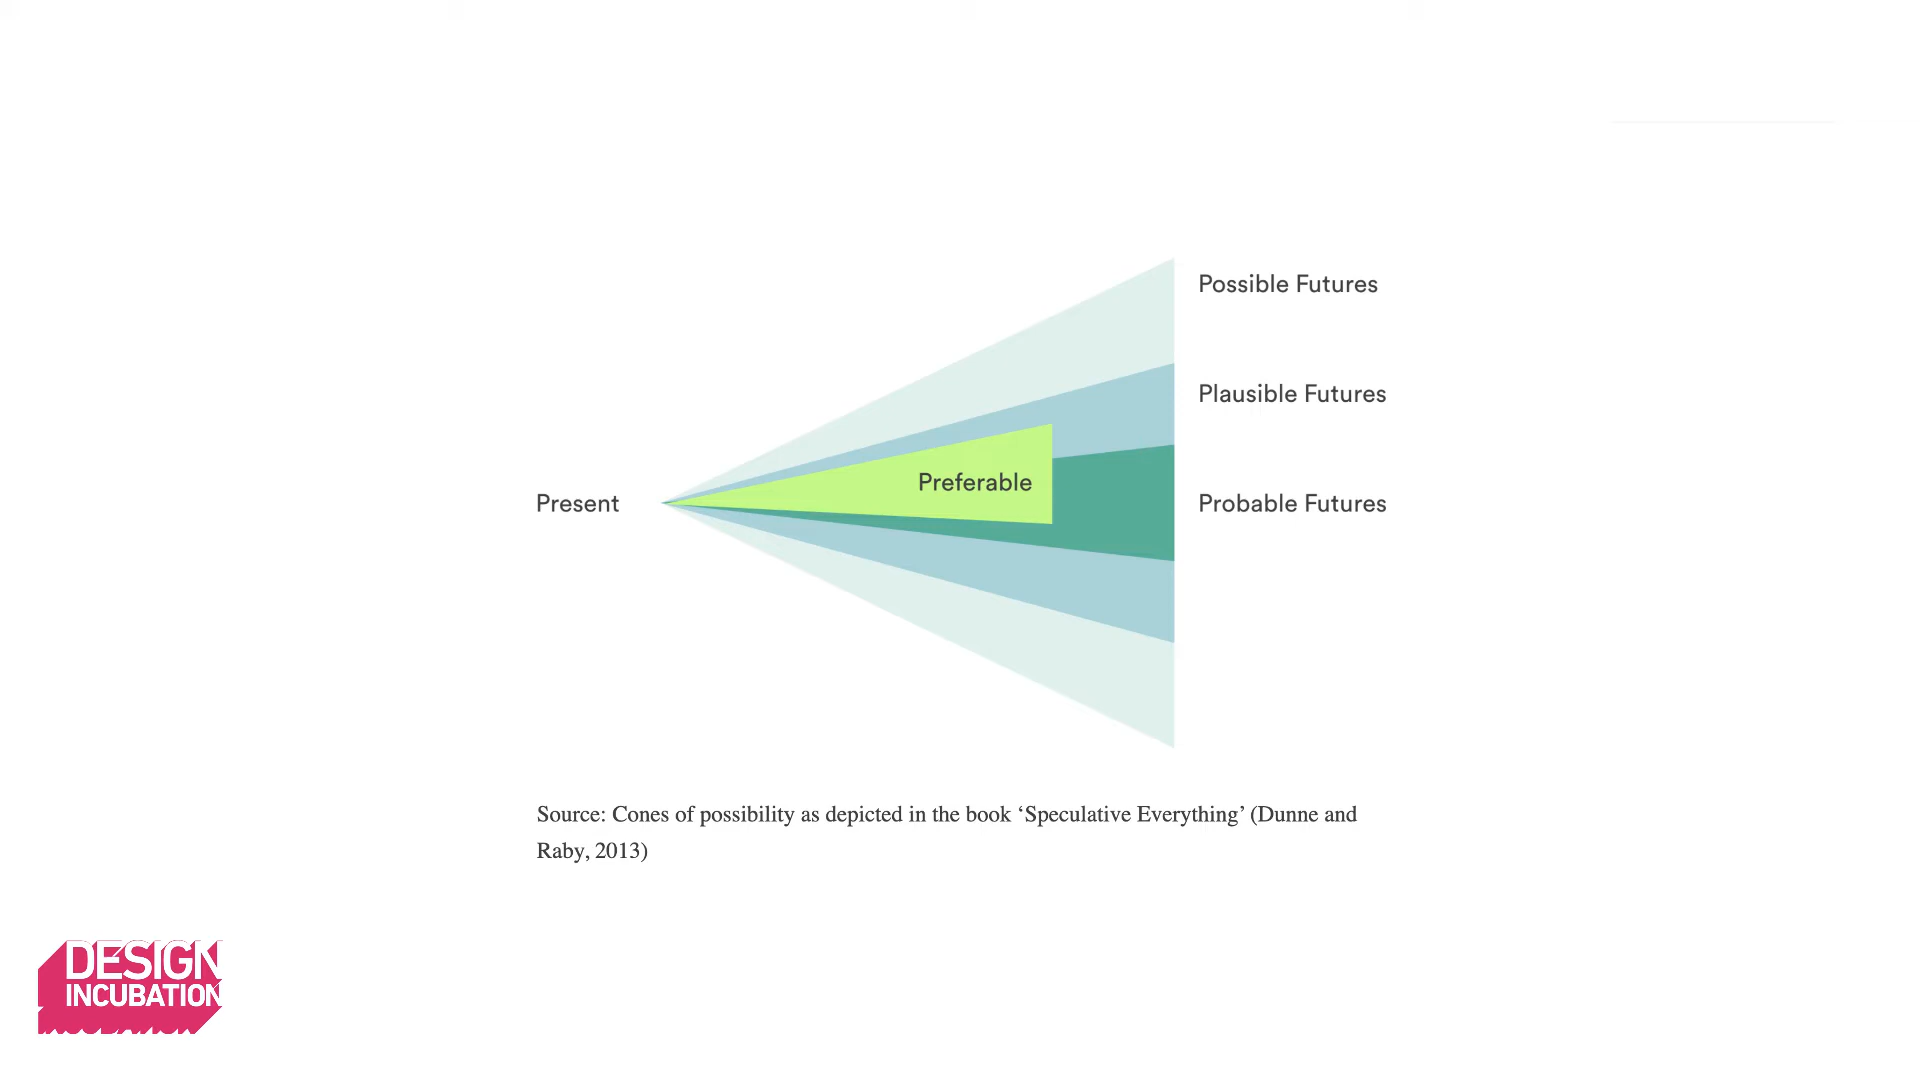 Possible Futures
Plausible Futures
Preferable
Present
Probable Futures
Source: Cones of possibility as depicted in the book ‘Speculative Everything’ (Dunne and
Raby, 2013)
DESIGN
INCUBATION